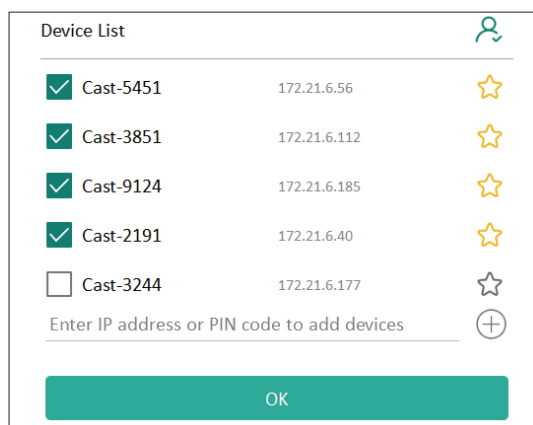 Device List
Cast-5451 172.21.6.56
Cast-3851 172.21.6.112
Cast-9124 172.21.6.185
Cast-2191 172.21.6.40
Cast-3244 172.21.6.177
Enter IP address or PIN code to add devices
OK